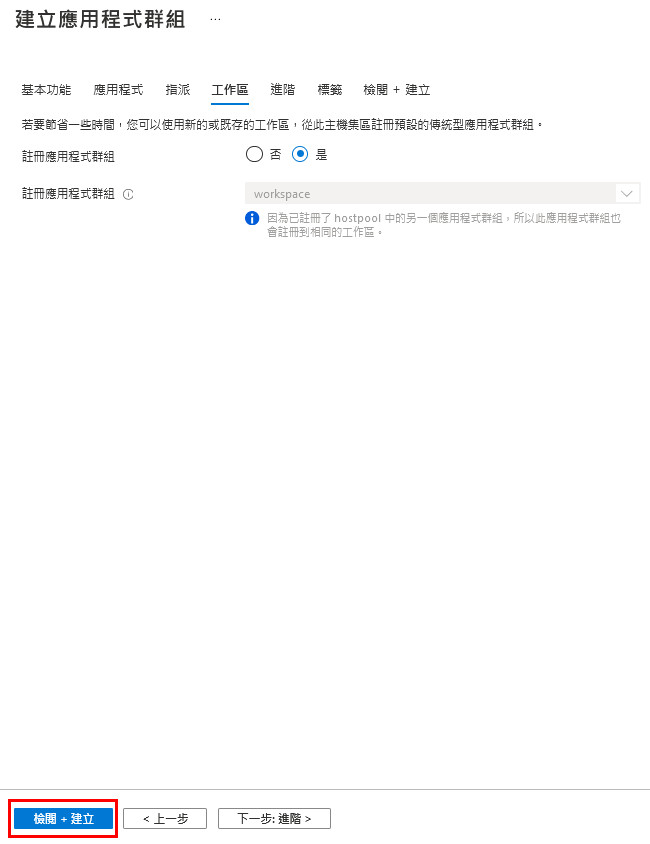 建立應用程式群組 ...
基本功能 應用程式 指派 工作區 進階 標籤 檢閱 + 建立
若要節省一些時間，您可以使用新的或既存的工作區，從此主機集區註冊預設的傳統型應用程式群組。
註冊應用程式群組 否 是
註冊應用程式群組 workspace
因為已註冊了 hostpool 中的另一個應用程式群組，所以此應用程式群組也
會註冊到相同的工作區。
檢閱 + 建立 < 上一步 下一步: 進階 >